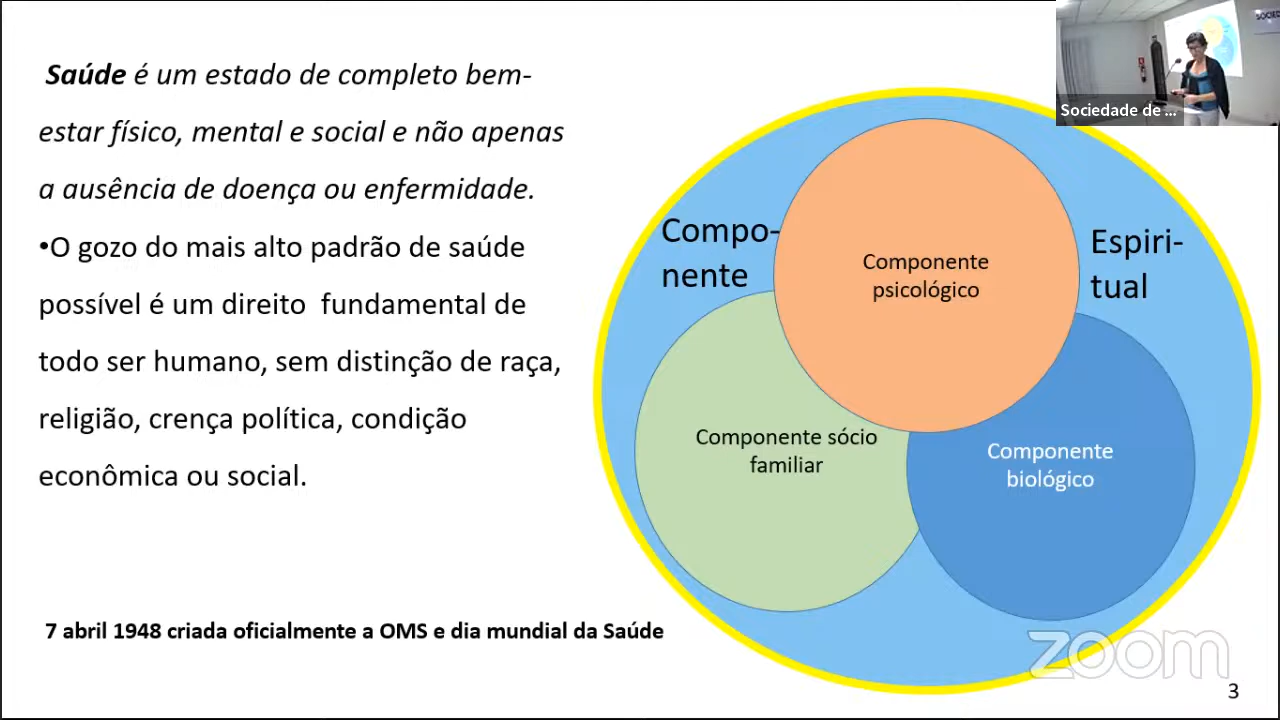 Saúde é um estado de completo bem-
estar físico, mental e social e não apenas
a ausência de doença ou enfermidade.
•O gozo do mais alto padrão de saúde
possível é um direito fundamental de
todo ser humano, sem distinção de raça,
religião, crença política, condição
econômica ou social.
7 abril 1948 criada oficialmente a OMS e dia mundial da Saúde
Compo-
nente
Espiri-
tual
Componente
psicológico
Componente sócio
familiar
Componente
biológico
Sociedade de ...
SOCIED
zoom
3